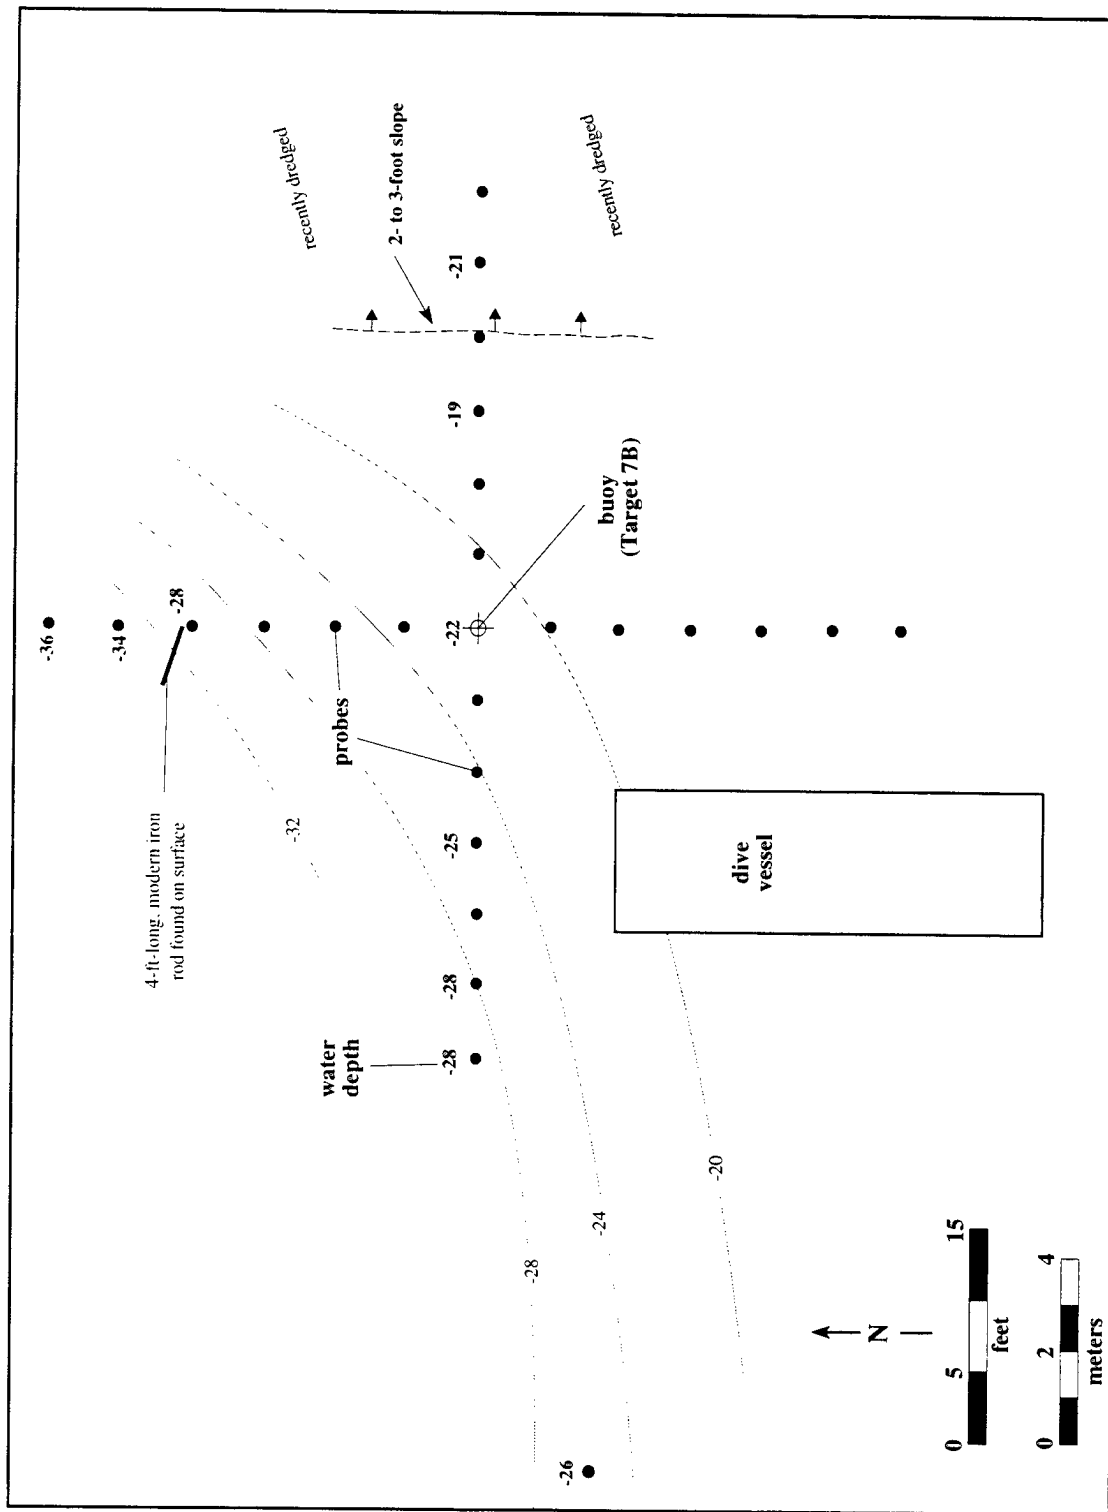 recently dredged
2- to 3-foot slope
recently dredged
-21
-19
buoy
(Target 7B)
-36
-34
-28
-22
probes
4-ft-long, modern iron
rod found on surface
-32
-25
-28
-28
water
depth
dive
vessel
-28
-24
-20
-26
N
0 5 15
feet
0 2 4
meters